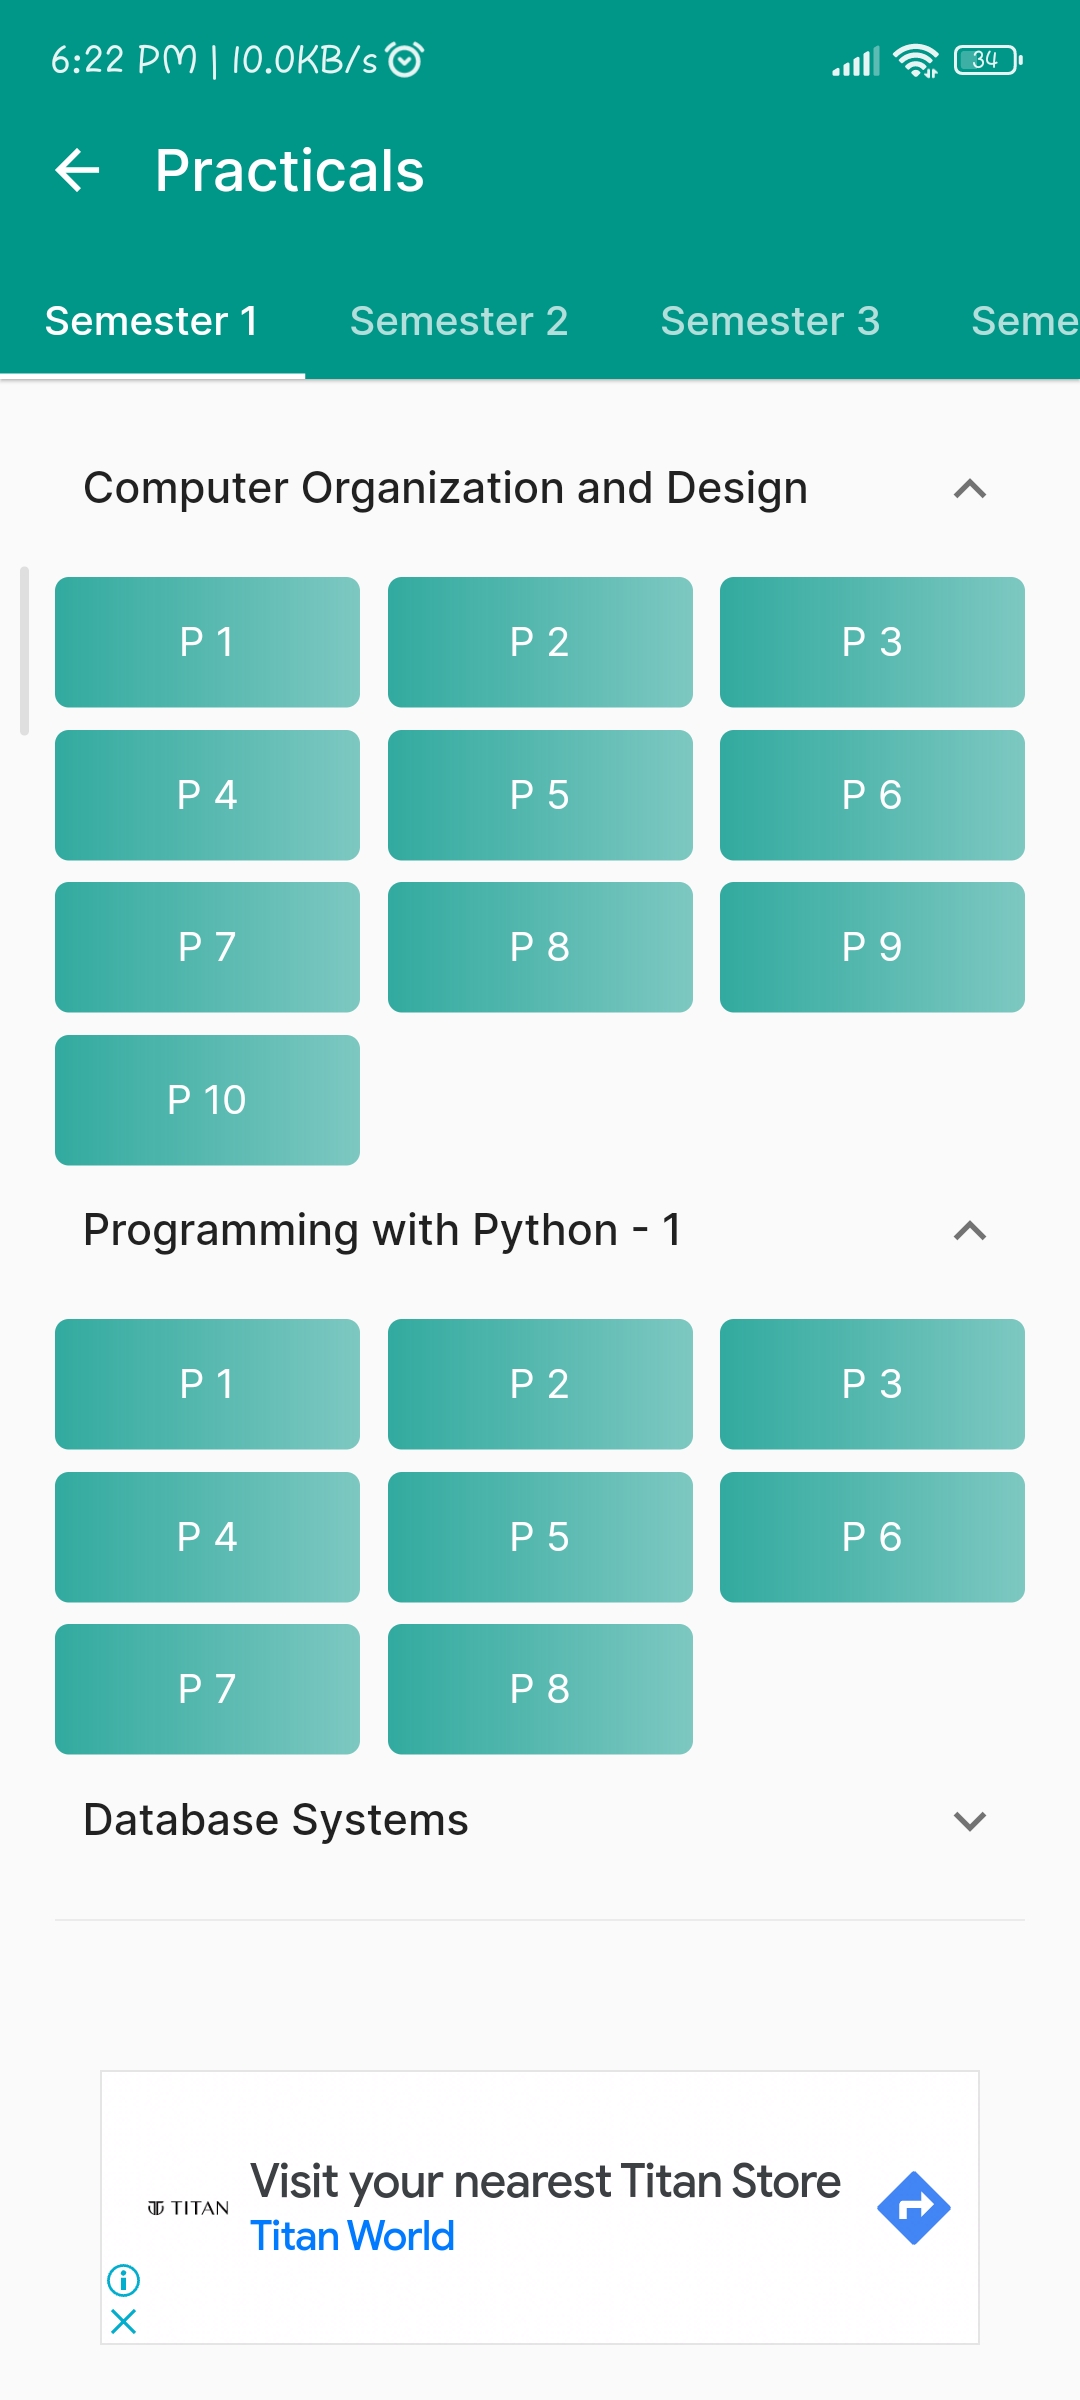 6:22 PM | 10.0KB/s
34
Practicals
Semester 1 Semester 2 Semester 3 Seme
Computer Organization and Design
P 1 P 2 P 3
P 4 P 5 P 6
P 7 P 8 P 9
P 10
Programming with Python - 1
P 1 P 2 P 3
P 4 P 5 P 6
P 7 P 8
Database Systems
TITAN
Visit your nearest Titan Store
Titan World